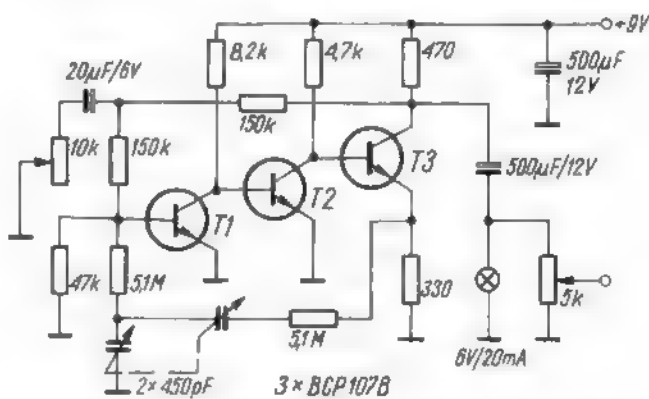 +9V
8,2k
4,7k
470
500µF
12V
20µF/6V
150k
10k
150k
500µF/12V
T1
T2
T3
47k
5,1M
330
5k
5,1M
6V/20mA
2×450pF
3×BCP107B